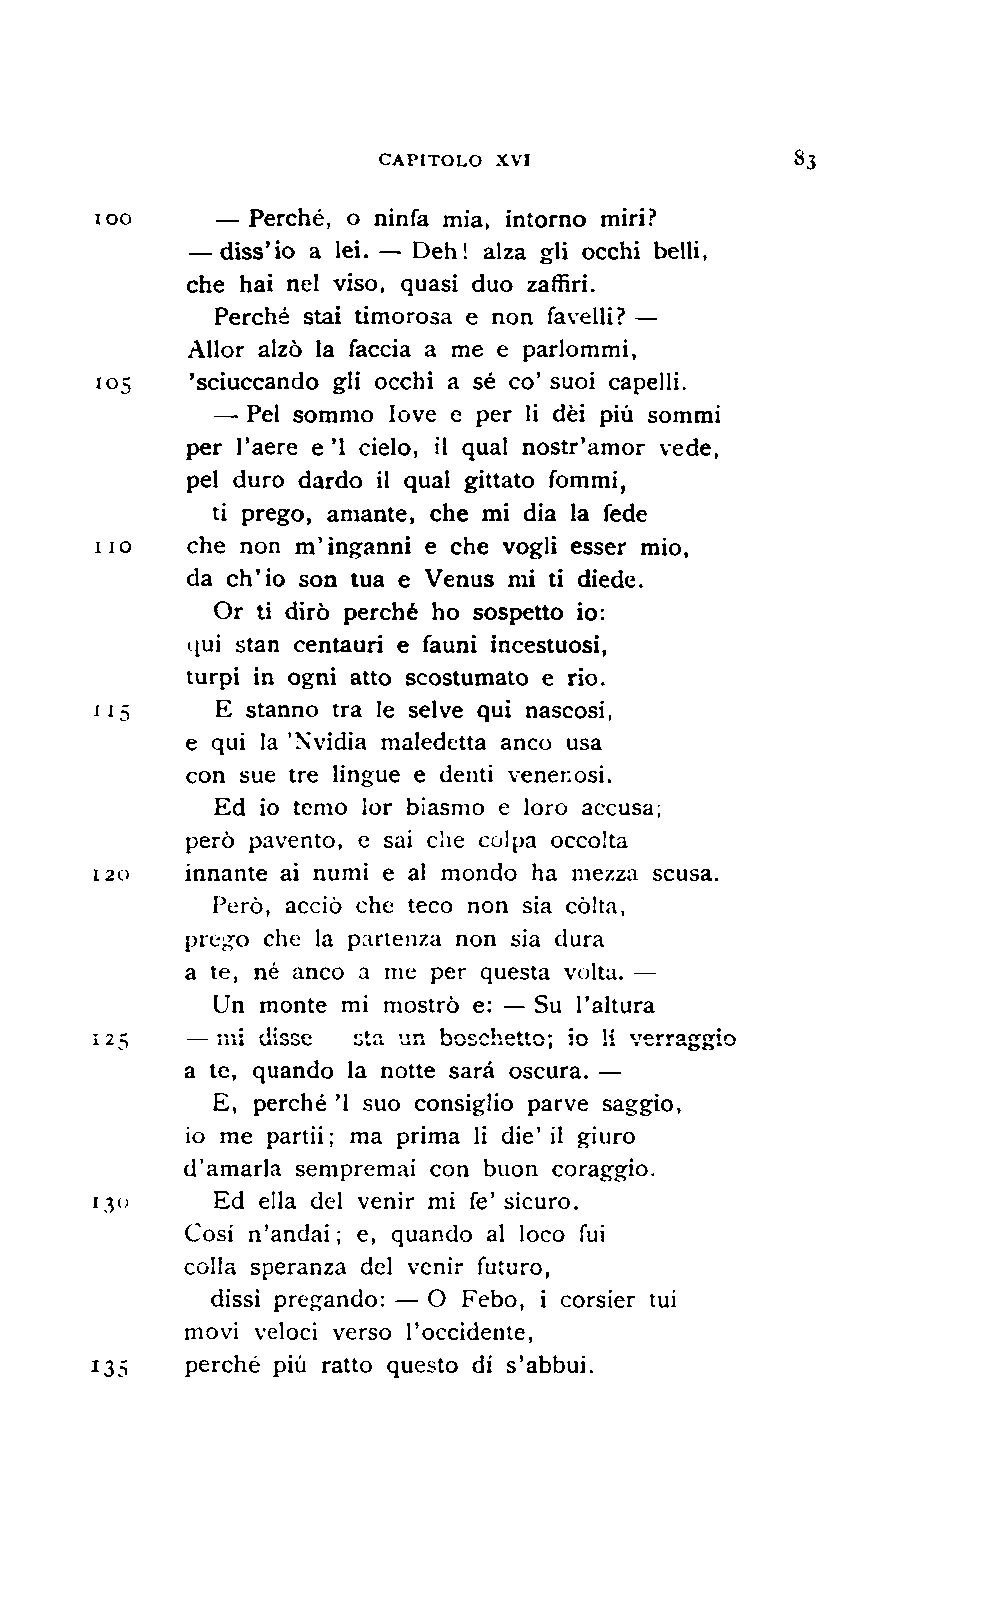 CAPITOLO XVI 83
100 — Perché, o ninfa mia, intorno miri?
— diss'io a lei. — Deh! alza gli occhi belli,
che hai nel viso, quasi duo zaffiri.
Perché stai timorosa e non favelli? —
Allor alzò la faccia a me e parlommi,
105 'sciuccando gli occhi a sé co' suoi capelli.
— Pel sommo Iove e per li dèi più sommi
per l'aere e 'l cielo, il qual nostr'amor vede,
pel duro dardo il qual gittato fommi,
ti prego, amante, che mi dia la fede
110 che non m'inganni e che vogli esser mio,
da ch'io son tua e Venus mi ti diede.
Or ti dirò perché ho sospetto io:
qui stan centauri e fauni incestuosi,
turpi in ogni atto scostumato e rio.
115 E stanno tra le selve qui nascosi,
e qui la 'Nvidia maledetta anco usa
con sue tre lingue e denti venenosi.
Ed io temo lor biasmo e loro accusa;
però pavento, e sai che colpa occolta
120 innante ai numi e al mondo ha mezza scusa.
Però, acciò che teco non sia còlta,
prego che la partenza non sia dura
a te, né anco a me per questa volta. —
Un monte mi mostrò e: — Su l'altura
125 — mi disse sta un boschetto; io lí verraggio
a te, quando la notte sará oscura. —
E, perché 'l suo consiglio parve saggio,
io me partii; ma prima li die' il giuro
d'amarla sempremai con buon coraggio.
130 Ed ella del venir mi fe' sicuro.
Cosí n'andai; e, quando al loco fui
colla speranza del venir futuro,
dissi pregando: — O Febo, i corsier tui
movi veloci verso l'occidente,
135 perché piú ratto questo dí s'abbui.